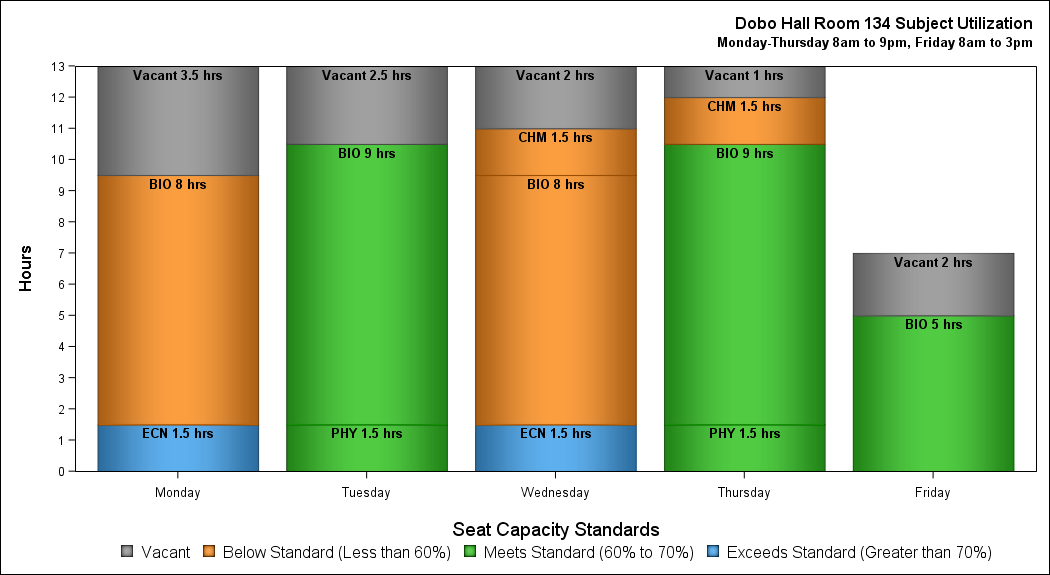 Dobo Hall Room 134 Subject Utilization
Monday-Thursday 8am to 9pm, Friday 8am to 3pm
Hours
13
12
11
10
9
8
7
6
5
4
3
2
1
0
Vacant 3.5 hrs
BIO 8 hrs
ECN 1.5 hrs
Vacant 2.5 hrs
BIO 9 hrs
PHY 1.5 hrs
Vacant 2 hrs
CHM 1.5 hrs
BIO 8 hrs
ECN 1.5 hrs
Vacant 1 hrs
CHM 1.5 hrs
BIO 9 hrs
PHY 1.5 hrs
Vacant 2 hrs
BIO 5 hrs
Monday Tuesday Wednesday Thursday Friday
Seat Capacity Standards
Vacant Below Standard (Less than 60%) Meets Standard (60% to 70%) Exceeds Standard (Greater than 70%)